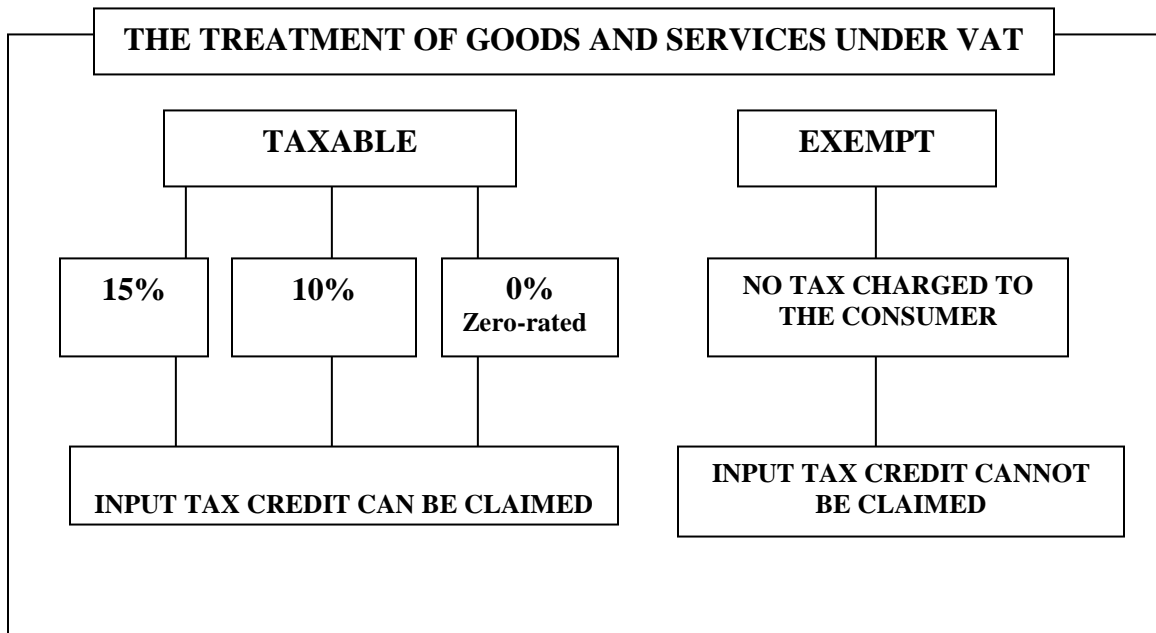 THE TREATMENT OF GOODS AND SERVICES UNDER VAT
TAXABLE
EXEMPT
15%
10%
0%
Zero-rated
NO TAX CHARGED TO
THE CONSUMER
INPUT TAX CREDIT CAN BE CLAIMED
INPUT TAX CREDIT CANNOT
BE CLAIMED